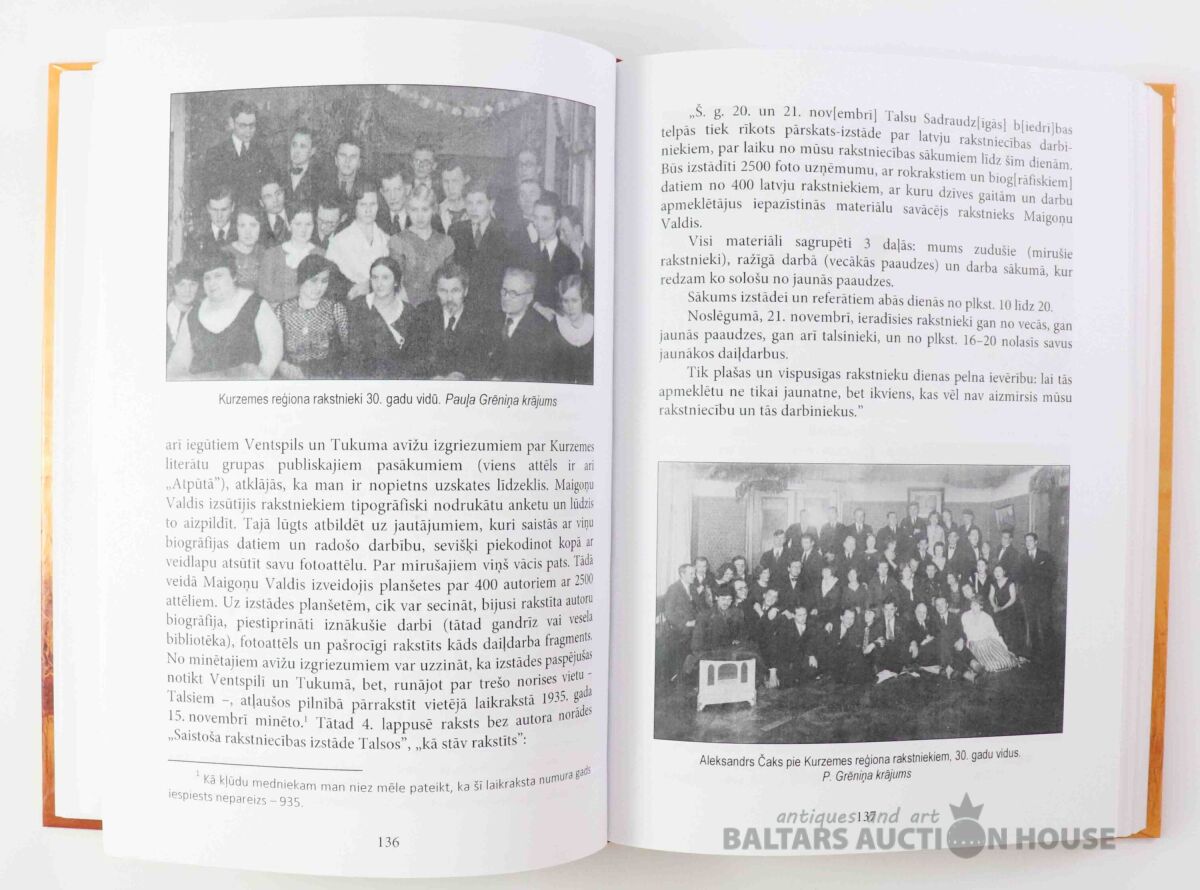 Kurzemes reģiona rakstnieki 30. gadu vidū. Pauļa Grēniņa krājums
arī iegūtiem Ventspils un Tukuma avīžu izgriezumiem par Kurzemes
literātu grupas publiskajiem pasākumiem (viens attēls ir arī
„Atpūtā”), atklājās, ka man ir nopietns uzskates līdzeklis. Maigoņu
Valdis izsūtījis rakstniekiem tipogrāfiski nodrukātu anketu un lūdzis
to aizpildīt. Tajā lūgts atbildēt uz jautājumiem, kuri saistās ar viņu
biogrāfijas datiem un radošo darbību, sevišķi piekodinot kopā ar
veidlapu atsūtīt savu fotoattēlu. Par mirušajiem viņš vācis pats. Tādā
veidā Maigoņu Valdis izveidojis planšetes par 400 autoriem ar 2500
attēliem. Uz izstādes planšetēm, cik var secināt, bijusi rakstīta autoru
biogrāfija, piestiprināti iznākušie darbi (tātad gandrīz vai vesela
bibliotēka), fotoattēls un pašrocīgi rakstīts kāds daiļdarba fragments.
No minētajiem avīžu izgriezumiem var uzzināt, ka izstādes paspējušas
notikt Ventspilī un Tukumā, bet, runājot par trešo norises vietu –
Talsiem –, atļaušos pilnībā pārrakstīt vietējā laikrakstā 1935. gada
15. novembrī minēto.¹ Tātad 4. lappusē raksts bez autora norādes
„Saistoša rakstniecības izstāde Talsos”, „kā stāv rakstīts”:
¹ Kā kļūdu medniekam man niez mēle pateikt, ka šī laikraksta numura gads
iespiests nepareizs – 935.
136
„Š. g. 20. un 21. nov[embrī] Talsu Sadraudz[īgās] b[iedrī]bas
telpās tiek rīkots pārskats-izstāde par latvju rakstniecības darbi-
niekiem, par laiku no mūsu rakstniecības sākumiem līdz šīm dienām.
Būs izstādīti 2500 foto uzņēmumu, ar rokrakstiem un biog[rāfiskiem]
datiem no 400 latvju rakstniekiem, ar kuru dzīves gaitām un darbu
apmeklētājus iepazīstinās materiālu savācējs rakstnieks Maigoņu
Valdis.
Visi materiāli sagrupēti 3 daļās: mums zudušie (mirušie
rakstnieki), ražīgā darbā (vecākās paaudzes) un darba sākumā, kur
redzam ko sološu no jaunās paaudzes.
Sākums izstādei un referātiem abās dienās no plkst. 10 līdz 20.
Noslēgumā, 21. novembrī, ieradīsies rakstnieki gan no vecās, gan
jaunās paaudzes, gan arī talsinieki, un no plkst. 16–20 nolasīs savus
jaunākos daiļdarbus.
Tik plašas un vispusīgas rakstnieku dienas pelna ievērību: lai tās
apmeklētu ne tikai jaunatne, bet ikviens, kas vēl nav aizmirsis mūsu
rakstniecību un tās darbiniekus.”
Aleksandrs Čaks pie Kurzemes reģiona rakstniekiem, 30. gadu vidus.
P. Grēniņa krājums
137
antiques and art
BALTARS AUCTION HOUSE